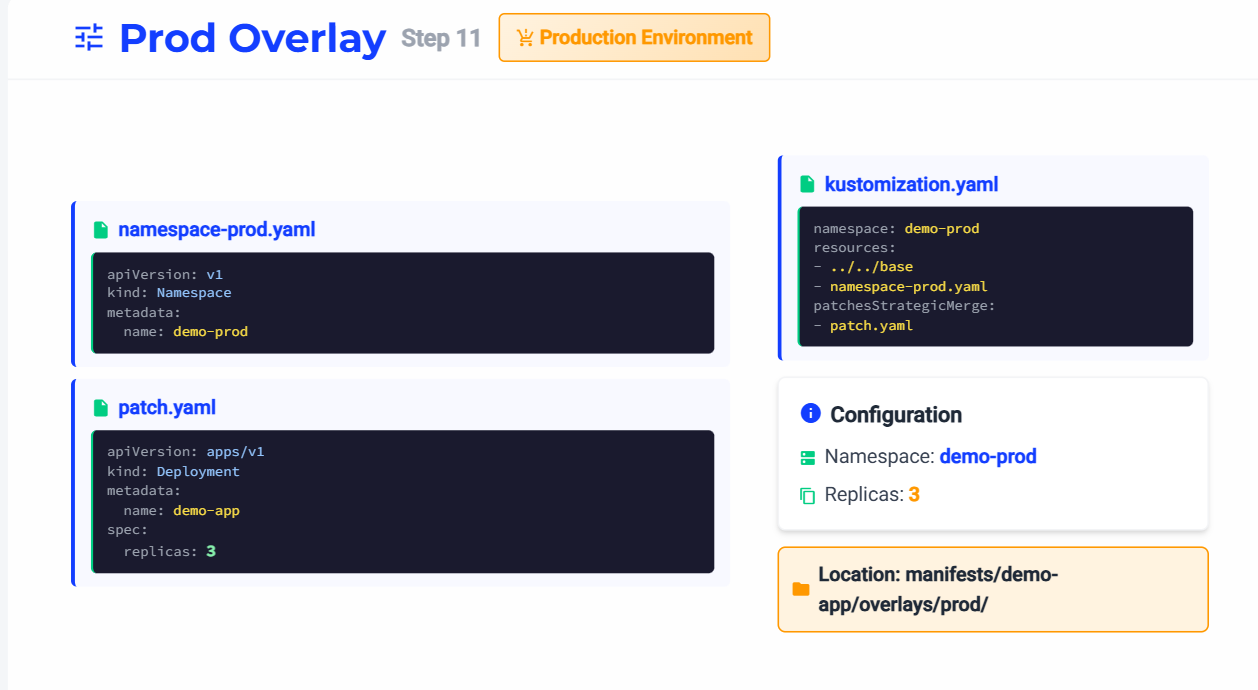 Prod Overlay Step 11 Production Environment
namespace-prod.yaml
apiVersion: v1
kind: Namespace
metadata:
  name: demo-prod
patch.yaml
apiVersion: apps/v1
kind: Deployment
metadata:
  name: demo-app
spec:
  replicas: 3
kustomization.yaml
namespace: demo-prod
resources:
- ../../base
- namespace-prod.yaml
patchesStrategicMerge:
- patch.yaml
Configuration
Namespace: demo-prod
Replicas: 3
Location: manifests/demo-
app/overlays/prod/